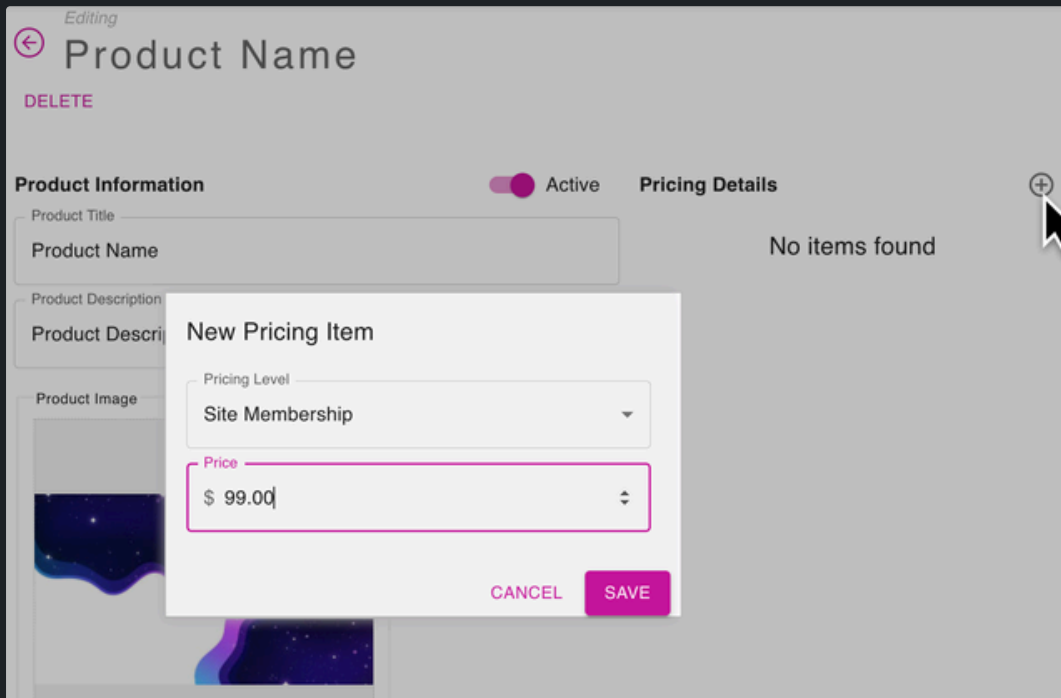 Editing
Product Name
DELETE
Product Information
Active
Pricing Details
Product Title
Product Name
No items found
Product Description
Product Descri
New Pricing Item
Pricing Level
Site Membership
Price
$ 99.00
CANCEL
SAVE
Product Image